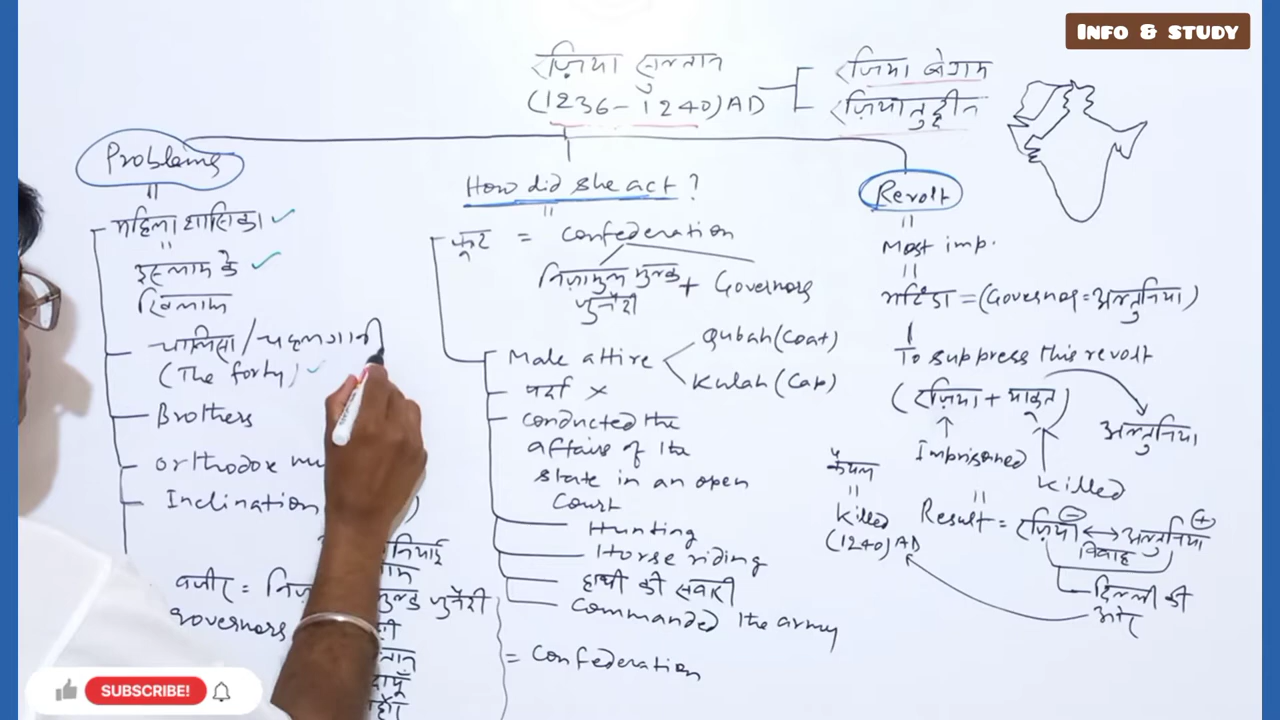 INFO & STUDY
रज़िया सुल्तान
(1236-1240) AD
रज़िया बेगम
रज़ियातुद्दीन
Problems
महिला शासिका
इस्लाम के
खिलाफ
चालिसा/चहलगानी
(The forty)
Brothers
orthodox
Inclination
वजीर =
मुल्क जुनैदी
governors
How did she act ?
फूट = Confederation
निज़ामुल मुल्क
जुनैदी
+ Governors
Male attire
Qubah (Coat)
Kulah (Cap)
पर्दा ×
Conducted the
affairs of the
state in an open
Court
Hunting
Horse riding
हाथी की सवारी
Commanded the army
= Confederation
Revolt
Most imp.
भटिंडा = (Governor = अल्तुनिया)
To suppress this revolt
(रज़िया + याकूत)
अल्तुनिया
Imprisoned
Killed
कैथल
Killed
(1240) AD
Result = रज़िया ↔ अल्तुनिया
विवाह
दिल्ली की
ओर
SUBSCRIBE!